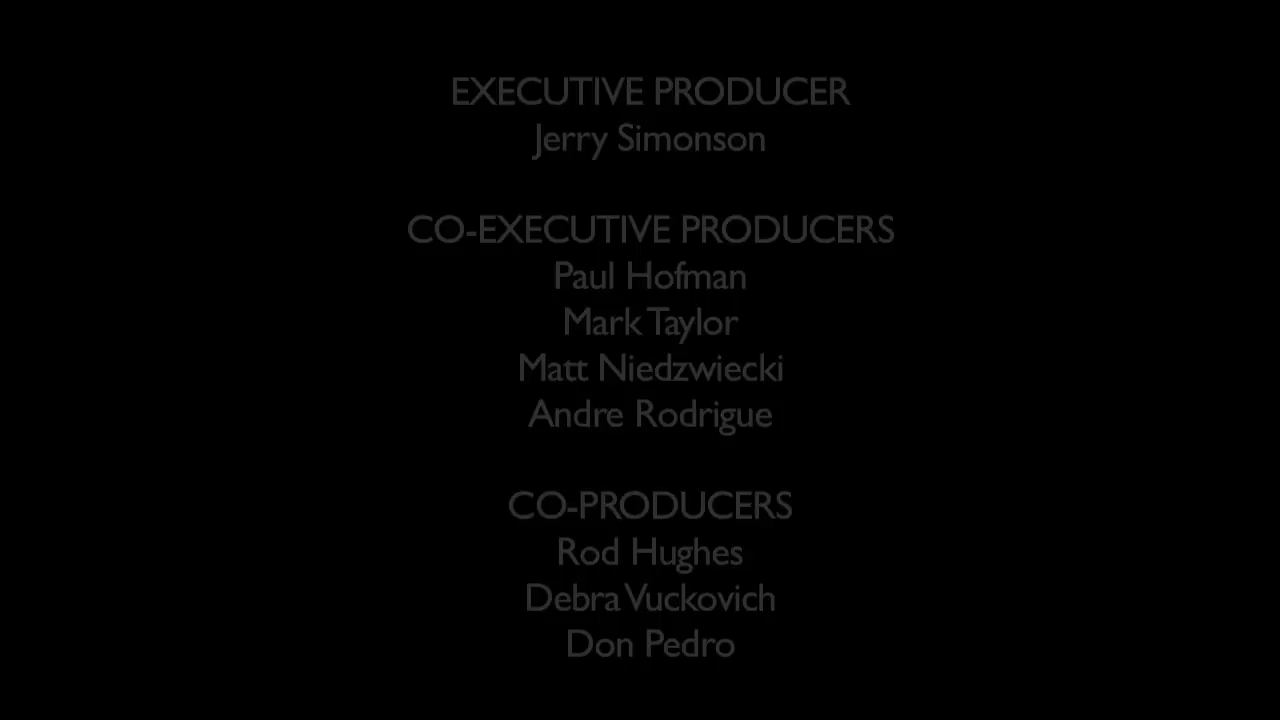 EXECUTIVE PRODUCER
Jerry Simonson
CO-EXECUTIVE PRODUCERS
Paul Hofman
Mark Taylor
Matt Niedzwiecki
Andre Rodrigue
CO-PRODUCERS
Rod Hughes
Debra Vuckovich
Don Pedro